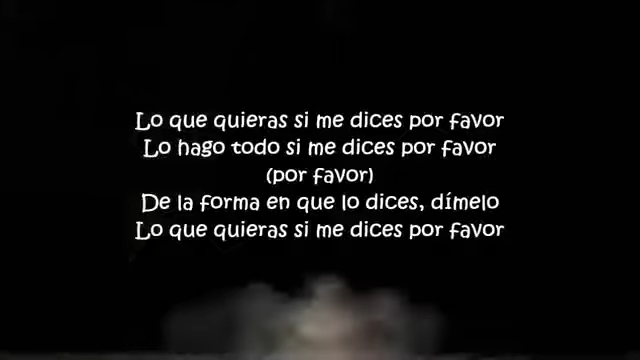 Lo que quieras si me dices por favor
Lo hago todo si me dices por favor
(por favor)
De la forma en que lo dices, dímelo
Lo que quieras si me dices por favor